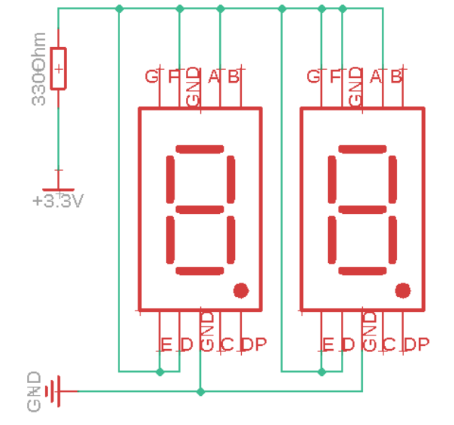 330Ohm
+3.3V
G F GND A B
G F GND A B
E D GND C DP
E D GND C DP
GND